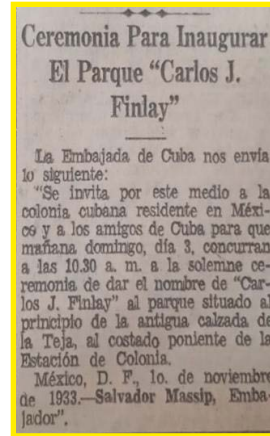 Ceremonia Para Inaugurar
El Parque "Carlos J.
Finlay"
La Embajada de Cuba nos envía
lo siguiente:
"Se invita por este medio a la
colonia cubana residente en Méxi-
co y a los amigos de Cuba para que
mañana domingo, día 3, concurran
a las 10.30 a. m. a la solemne ce-
remonia de dar el nombre de "Car-
los J. Finlay" al parque situado al
principio de la antigua calzada de
la Teja, al costado poniente de la
Estación de Colonia.
México, D. F., 1o. de noviembre
de 1933.—Salvador Massip, Emba-
jador".